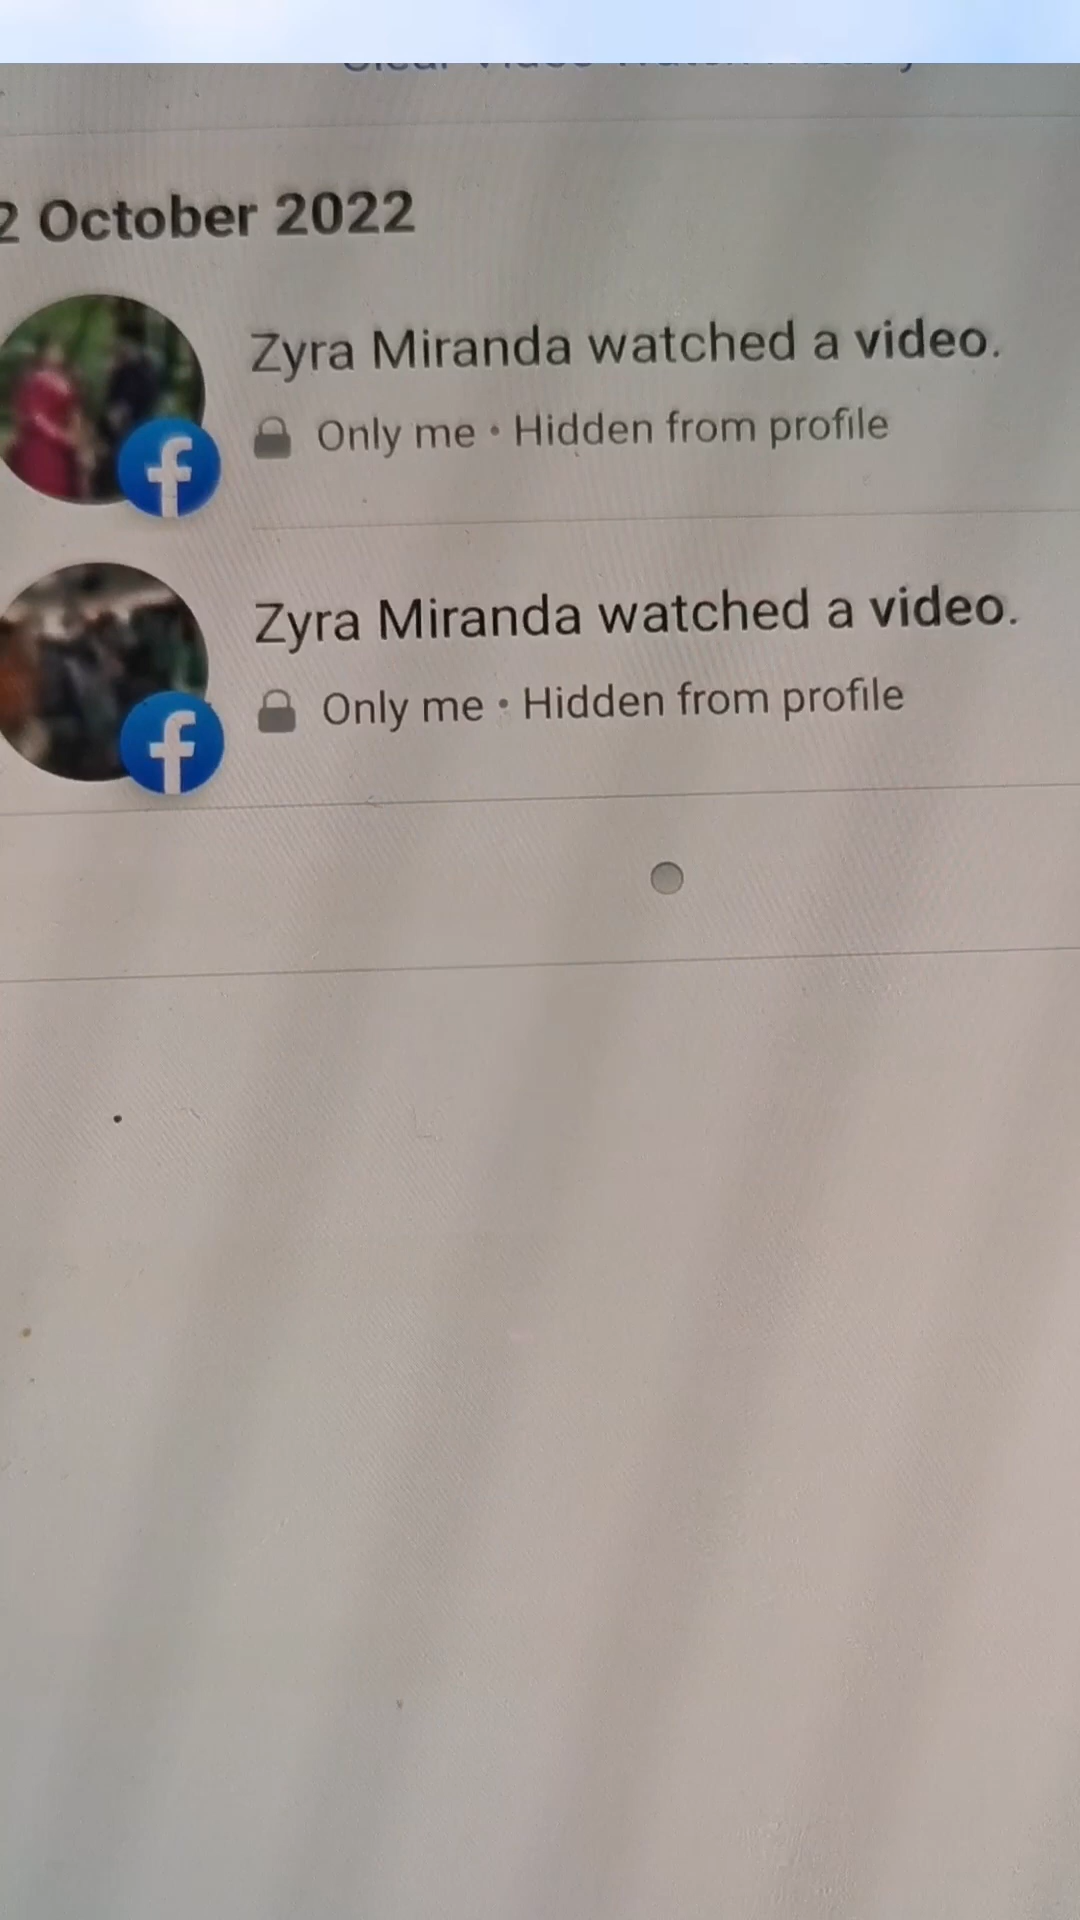 2 October 2022
Zyra Miranda watched a video.
Only me • Hidden from profile
Zyra Miranda watched a video.
Only me • Hidden from profile